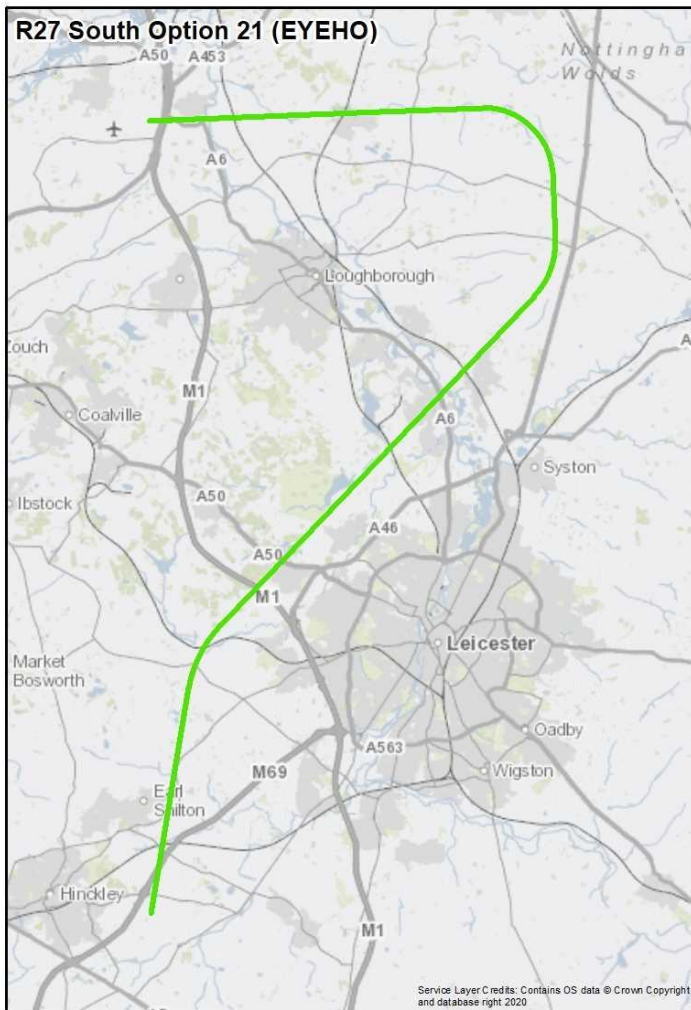 R27 South Option 21 (EYEHO)
A50
A453
Nottingha
Wolds
A6
Loughborough
Zouch
M1
Coalville
A6
Syston
Ibstock
A50
A46
A50
M1
Leicester
Market
Bosworth
Oadby
A563
M69
Wigston
Earl
Shilton
Hinckley
M1
Service Layer Credits: Contains OS data © Crown Copyright
and database right 2020